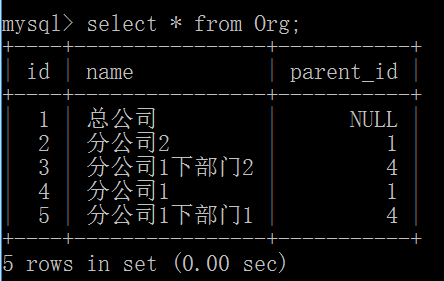 mysql> select * from Org;
+----+------------------+-----------+
| id | name             | parent_id |
+----+------------------+-----------+
|  1 | 总公司           |      NULL |
|  2 | 分公司2          |         1 |
|  3 | 分公司1下部门2   |         4 |
|  4 | 分公司1          |         1 |
|  5 | 分公司1下部门1   |         4 |
+----+------------------+-----------+
5 rows in set (0.00 sec)